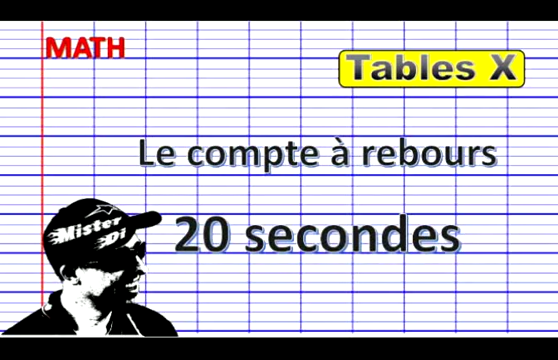 MATH
Tables X
Le compte à rebours
20 secondes
Mister
Di